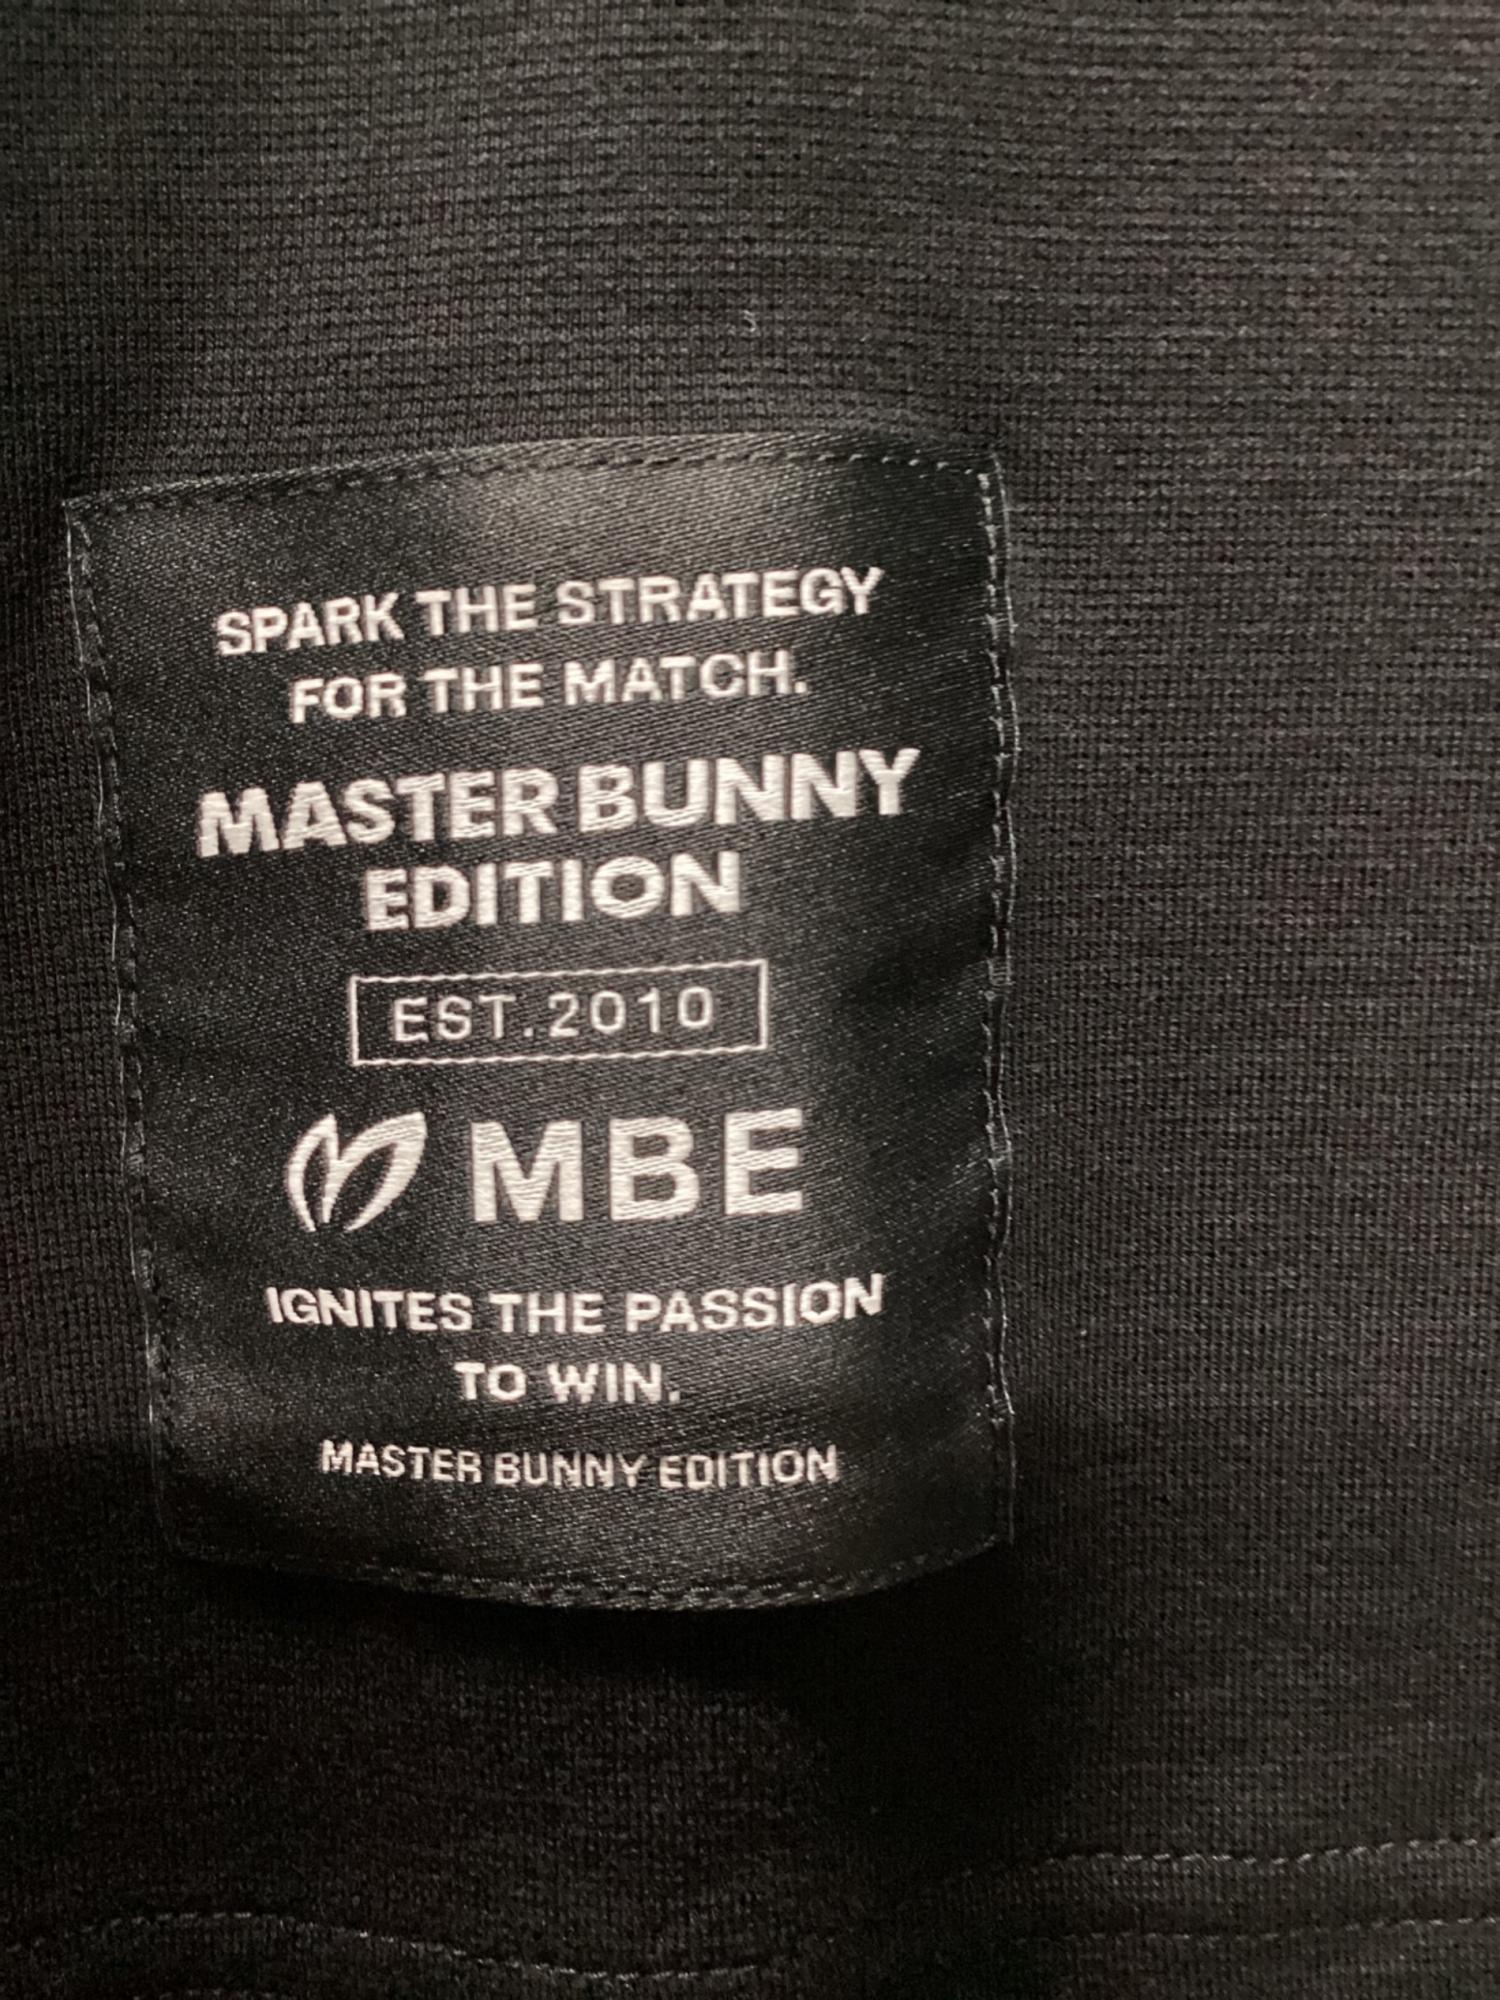 SPARK THE STRATEGY
FOR THE MATCH.
MASTER BUNNY
EDITION
EST.2010
MBE
IGNITES THE PASSION
TO WIN.
MASTER BUNNY EDITION